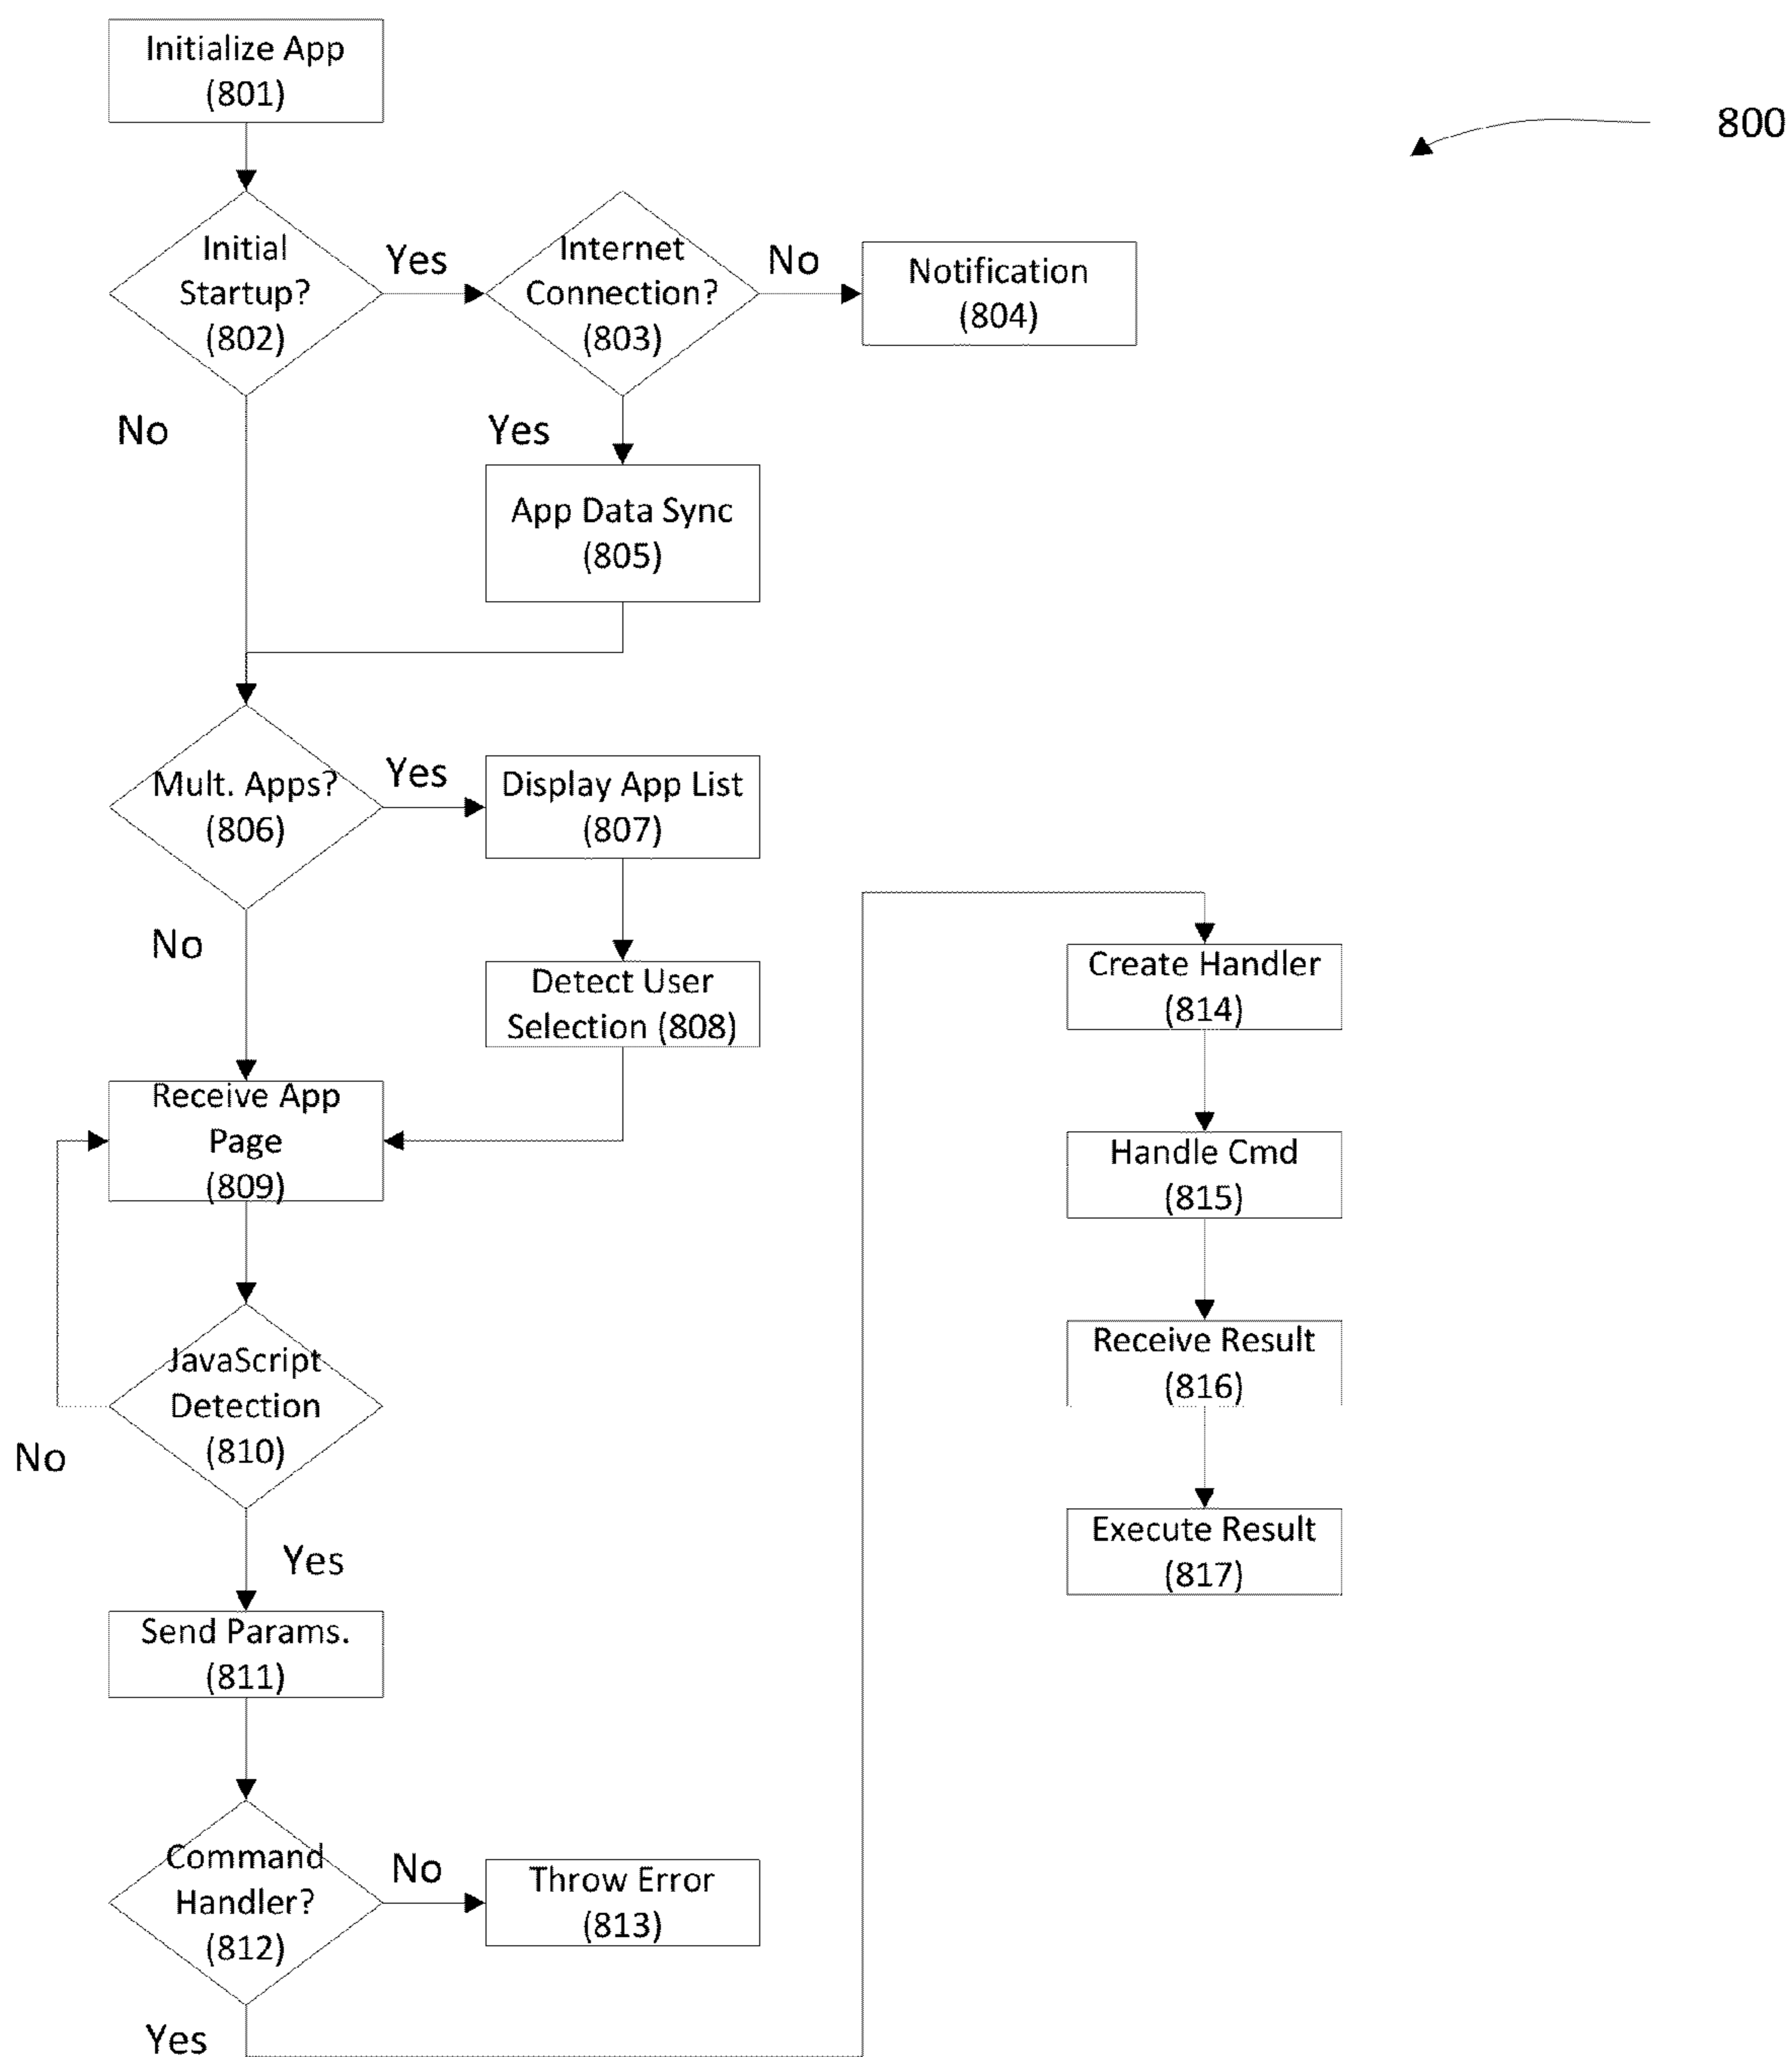 Initialize App
(801)
800
Initial
Startup?
(802)
Yes
Internet
Connection?
(803)
No
Notification
(804)
No
Yes
App Data Sync
(805)
Mult. Apps?
(806)
Yes
Display App List
(807)
No
Detect User
Selection (808)
Receive App
Page
(809)
JavaScript
Detection
(810)
No
Yes
Send Params.
(811)
Command
Handler?
(812)
No
Throw Error
(813)
Yes
Create Handler
(814)
Handle Cmd
(815)
Receive Result
(816)
Execute Result
(817)